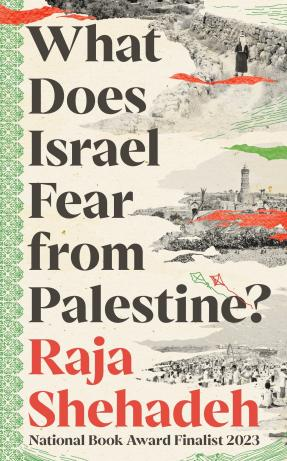 What
Does
Israel
Fear
from
Palestine?
Raja
Shehadeh
National Book Award Finalist 2023